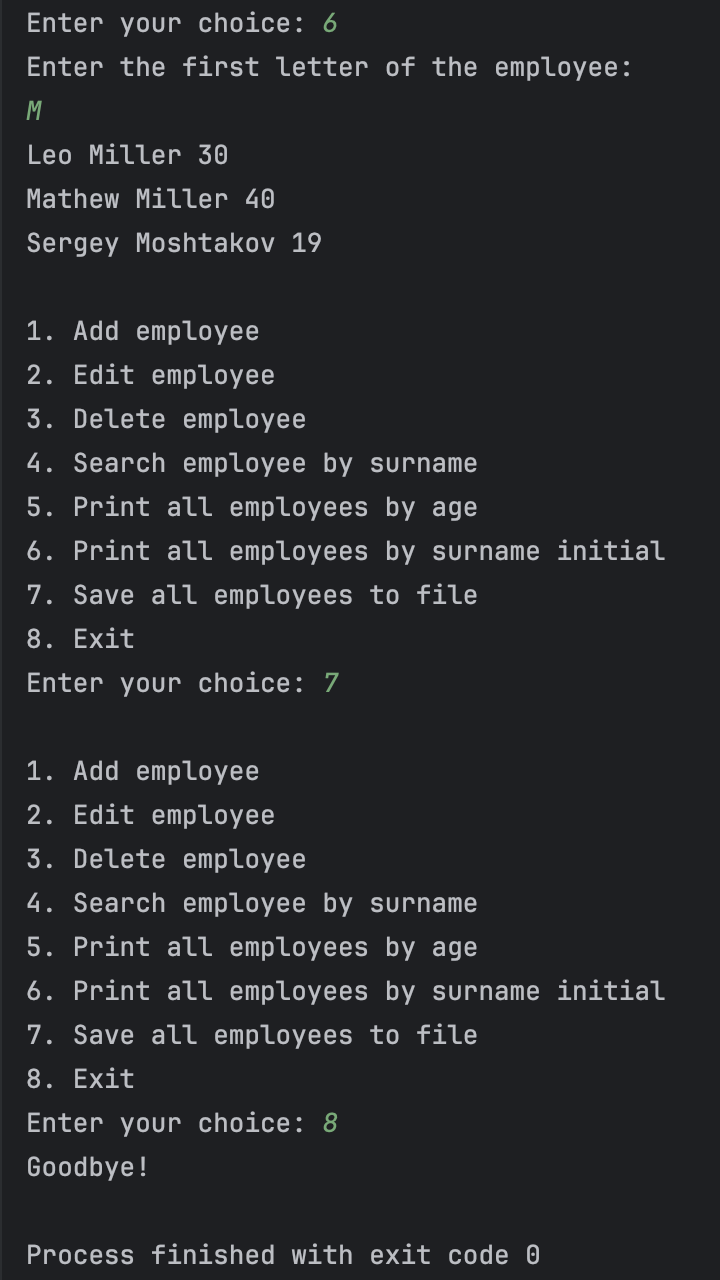 Enter your choice: 6
Enter the first letter of the employee:
M
Leo Miller 30
Mathew Miller 40
Sergey Moshtakov 19

1. Add employee
2. Edit employee
3. Delete employee
4. Search employee by surname
5. Print all employees by age
6. Print all employees by surname initial
7. Save all employees to file
8. Exit
Enter your choice: 7

1. Add employee
2. Edit employee
3. Delete employee
4. Search employee by surname
5. Print all employees by age
6. Print all employees by surname initial
7. Save all employees to file
8. Exit
Enter your choice: 8
Goodbye!

Process finished with exit code 0